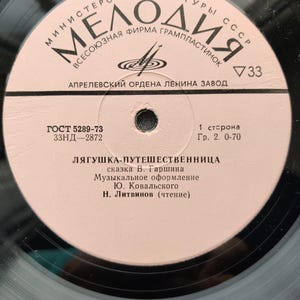 МИНИСТЕРСТВО КУЛЬТУРЫ СССР
МЕЛОДИЯ
ВСЕСОЮЗНАЯ ФИРМА ГРАМПЛАСТИНОК
▽33
АПРЕЛЕВСКИЙ ОРДЕНА ЛЕНИНА ЗАВОД
ГОСТ 5289-73
33НД—2872
1 сторона
Гр. 2. 0-70
ЛЯГУШКА-ПУТЕШЕСТВЕННИЦА
сказка В. Гаршина
Музыкальное оформление
Ю. Ковальского
Н. Литвинов (чтение)